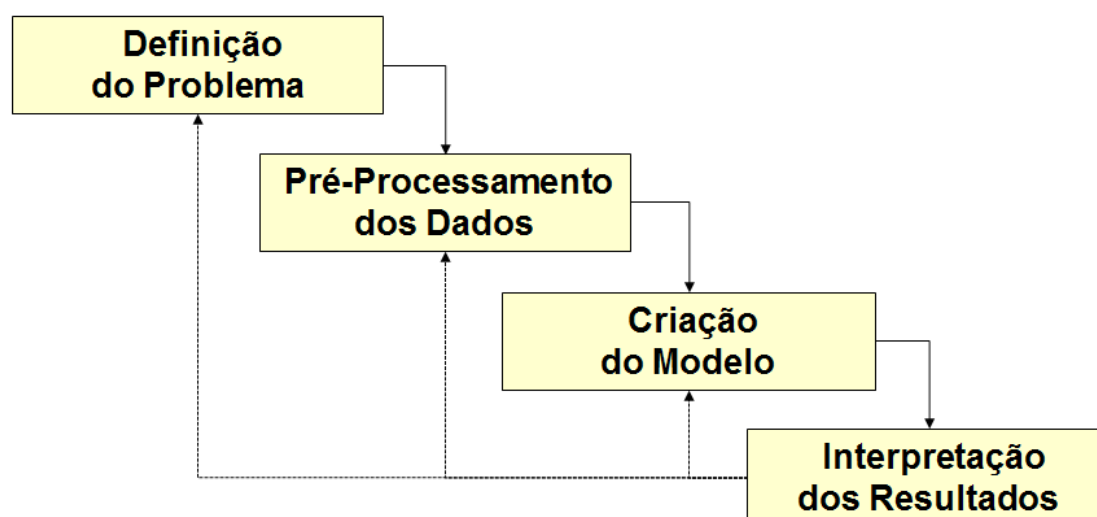 Definição
do Problema
Pré-Processamento
dos Dados
Criação
do Modelo
Interpretação
dos Resultados